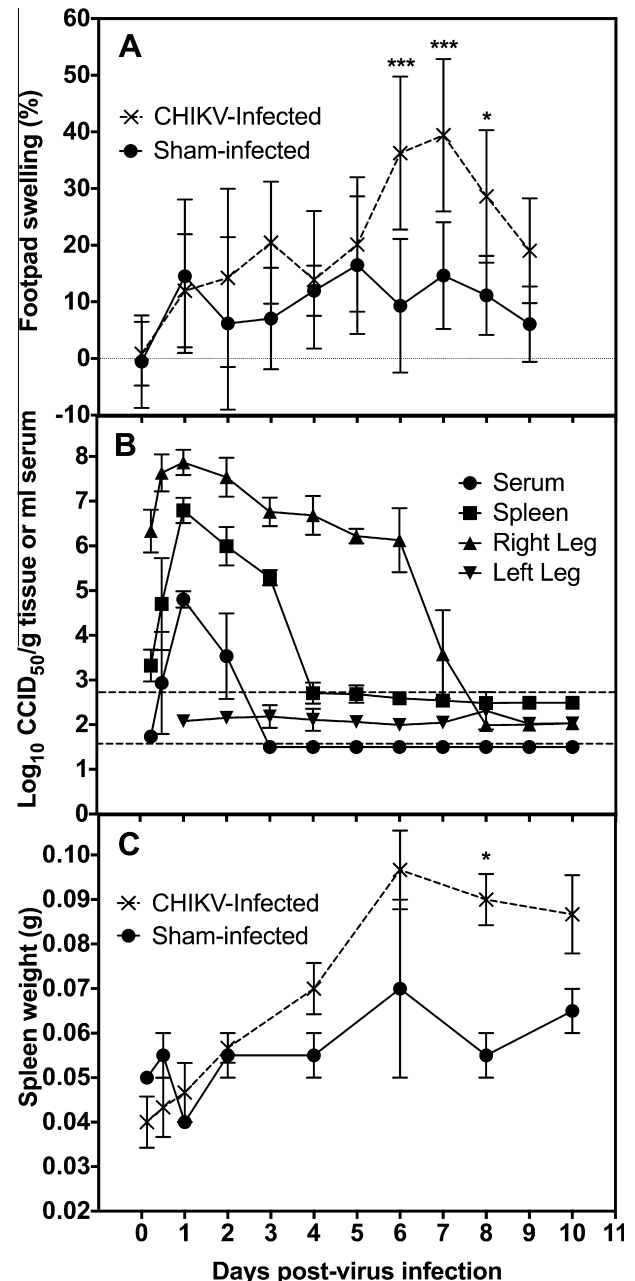 A
60
50
40
30
20
10
0
-10
Footpad swelling (%)
CHIKV-Infected
Sham-infected
***
***
*
B
8
7
6
5
4
3
2
1
0
Log10 CCID50/g tissue or ml serum
Serum
Spleen
Right Leg
Left Leg
C
0.10
0.09
0.08
0.07
0.06
0.05
0.04
0.03
0.02
Spleen weight (g)
CHIKV-Infected
Sham-infected
*
0 1 2 3 4 5 6 7 8 9 10 11
Days post-virus infection